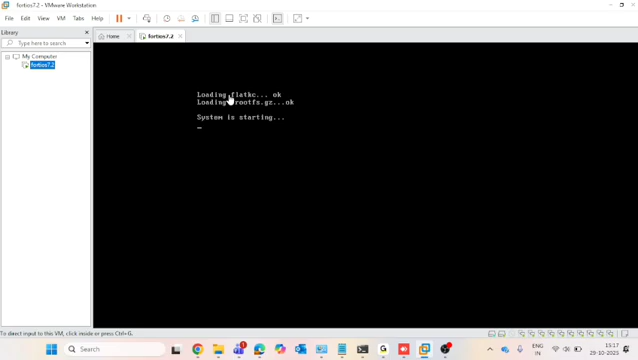 fortios7.2 - VMware Workstation
File Edit View VM Tabs Help
Library
Type here to search
My Computer
fortios7.2
Home
fortios7.2
Loading flatkc... ok
Loading rootfs.gz...ok
System is starting...
To direct input to this VM, click inside or press Ctrl+G.
Search
1
ENG
IN
15:17
29-10-2025